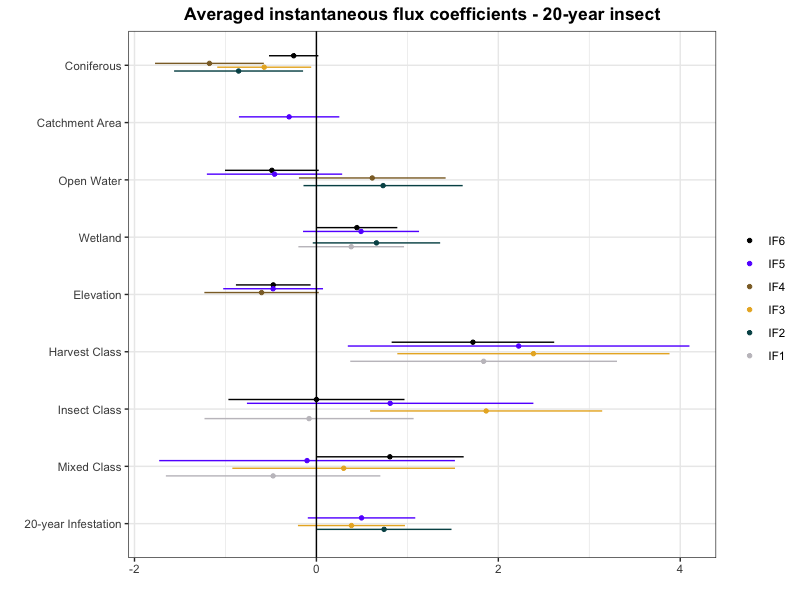 Averaged instantaneous flux coefficients - 20-year insect
Coniferous
Catchment Area
Open Water
Wetland
Elevation
Harvest Class
Insect Class
Mixed Class
20-year Infestation
-2
0
2
4
IF6
IF5
IF4
IF3
IF2
IF1